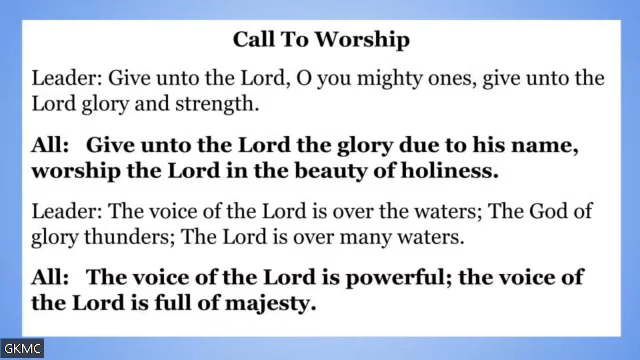 Call To Worship
Leader: Give unto the Lord, O you mighty ones, give unto the
Lord glory and strength.
All: Give unto the Lord the glory due to his name,
worship the Lord in the beauty of holiness.
Leader: The voice of the Lord is over the waters; The God of
glory thunders; The Lord is over many waters.
All: The voice of the Lord is powerful; the voice of
the Lord is full of majesty.
GKMC